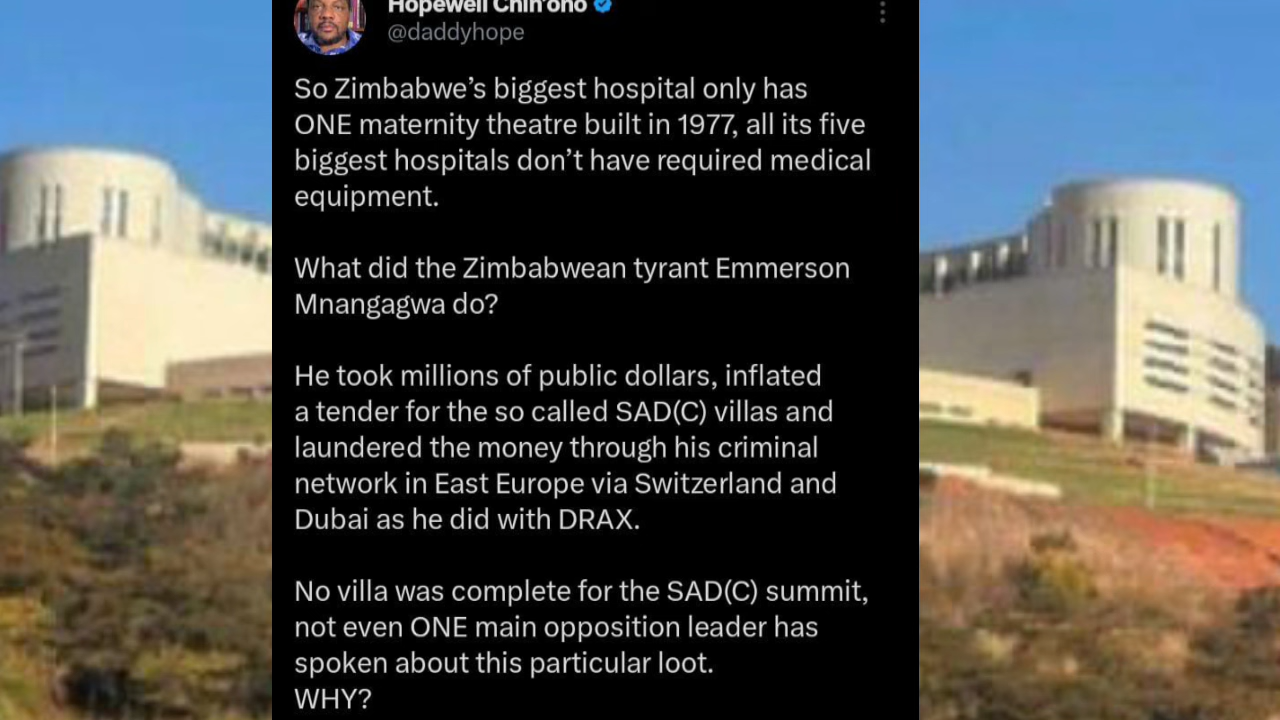 Hopewell Chin'ono
@daddyhope
So Zimbabwe’s biggest hospital only has
ONE maternity theatre built in 1977, all its five
biggest hospitals don’t have required medical
equipment.
What did the Zimbabwean tyrant Emmerson
Mnangagwa do?
He took millions of public dollars, inflated
a tender for the so called SAD(C) villas and
laundered the money through his criminal
network in East Europe via Switzerland and
Dubai as he did with DRAX.
No villa was complete for the SAD(C) summit,
not even ONE main opposition leader has
spoken about this particular loot.
WHY?